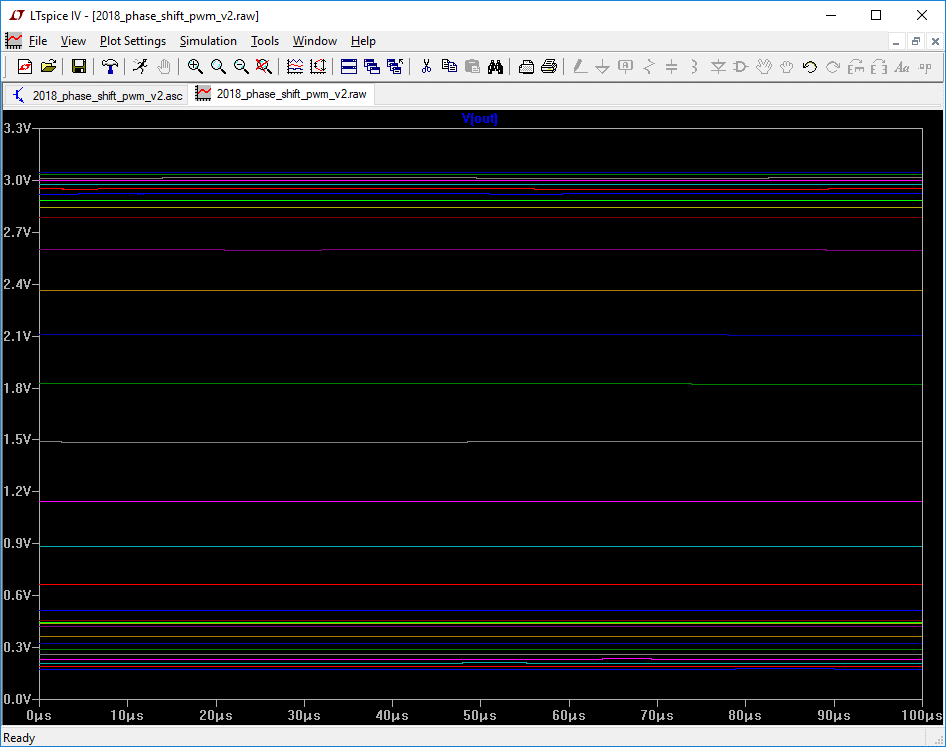 LTspice IV - [2018_phase_shift_pwm_v2.raw]
File View Plot Settings Simulation Tools Window Help
2018_phase_shift_pwm_v2.asc 2018_phase_shift_pwm_v2.raw
V(out)
3.3V
3.0V
2.7V
2.4V
2.1V
1.8V
1.5V
1.2V
0.9V
0.6V
0.3V
0.0V
0µs 10µs 20µs 30µs 40µs 50µs 60µs 70µs 80µs 90µs 100µs
Ready